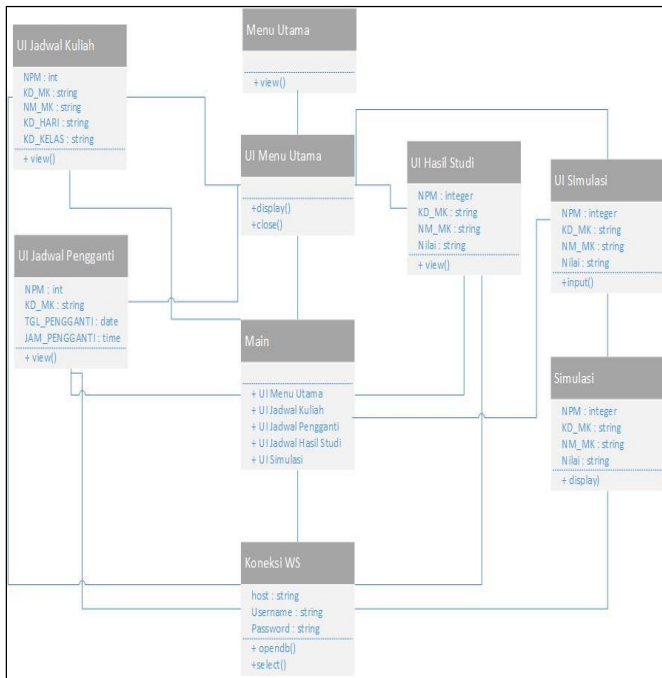 UI Jadwal Kuliah
NPM : int
KD_MK : string
NM_MK : string
KD_HARI : string
KD_KELAS : string
+ view()
Menu Utama
+ view()
UI Menu Utama
+display()
+close()
UI Hasil Studi
NPM : integer
KD_MK : string
NM_MK : string
Nilai : string
+ view()
UI SImulasi
NPM : integer
KD_MK : string
NM_MK : string
Nilai : string
+input()
UI Jadwal Pengganti
NPM : int
KD_MK : string
TGL_PENGGANTI : date
JAM_PENGGANTI : time
+ view()
Main
+ UI Menu Utama
+ UI Jadwal Kuliah
+ UI Jadwal Pengganti
+ UI Jadwal Hasil Studi
+ UI Simulasi
Simulasi
NPM : integer
KD_MK : string
NM_MK : string
Nilai : string
+ display)
Koneksi WS
host : string
Username : string
Password : string
+ opendb()
+select()